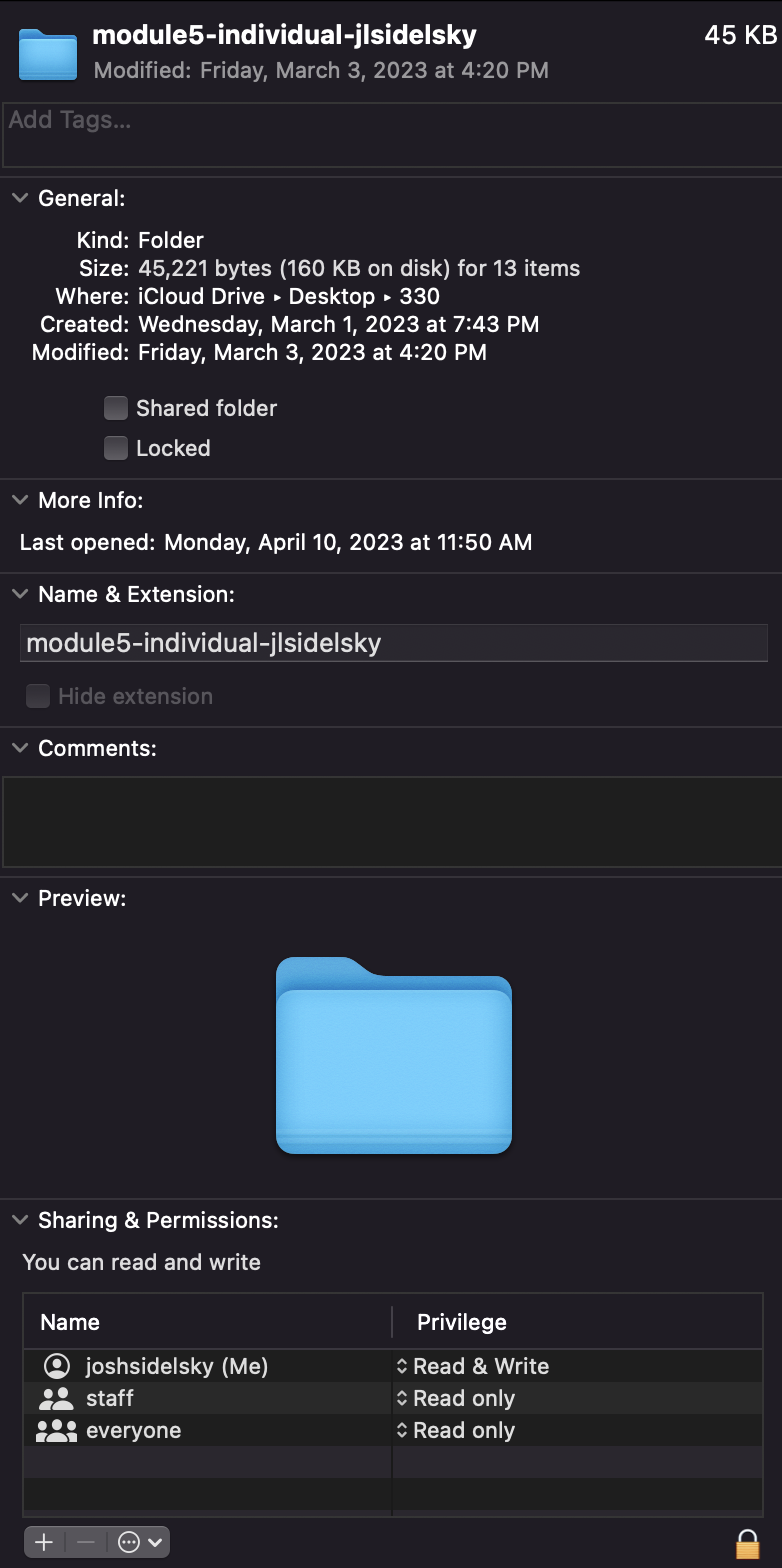 module5-individual-jlsidelsky 45 KB
Modified: Friday, March 3, 2023 at 4:20 PM
Add Tags...
General:
Kind: Folder
Size: 45,221 bytes (160 KB on disk) for 13 items
Where: iCloud Drive ▸ Desktop ▸ 330
Created: Wednesday, March 1, 2023 at 7:43 PM
Modified: Friday, March 3, 2023 at 4:20 PM
Shared folder
Locked
More Info:
Last opened: Monday, April 10, 2023 at 11:50 AM
Name & Extension:
module5-individual-jlsidelsky
Hide extension
Comments:
Preview:
Sharing & Permissions:
You can read and write
Name Privilege
joshsidelsky (Me) Read & Write
staff Read only
everyone Read only